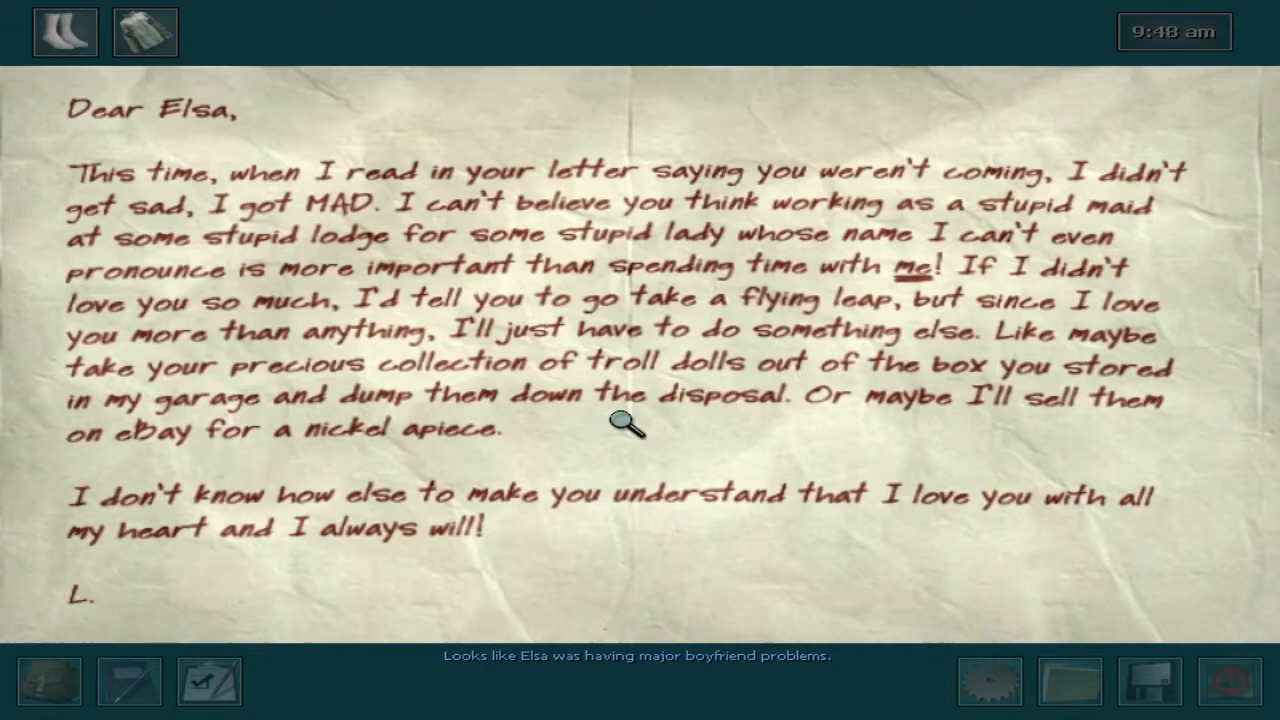 9:48 am
Dear Elsa,
This time, when I read in your letter saying you weren't coming, I didn't
get sad, I got MAD. I can't believe you think working as a stupid maid
at some stupid lodge for some stupid lady whose name I can't even
pronounce is more important than spending time with me! If I didn't
love you so much, I'd tell you to go take a flying leap, but since I love
you more than anything, I'll just have to do something else. Like maybe
take your precious collection of troll dolls out of the box you stored
in my garage and dump them down the disposal. Or maybe I'll sell them
on eBay for a nickel apiece.
I don't know how else to make you understand that I love you with all
my heart and I always will!
L.
Looks like Elsa was having major boyfriend problems.